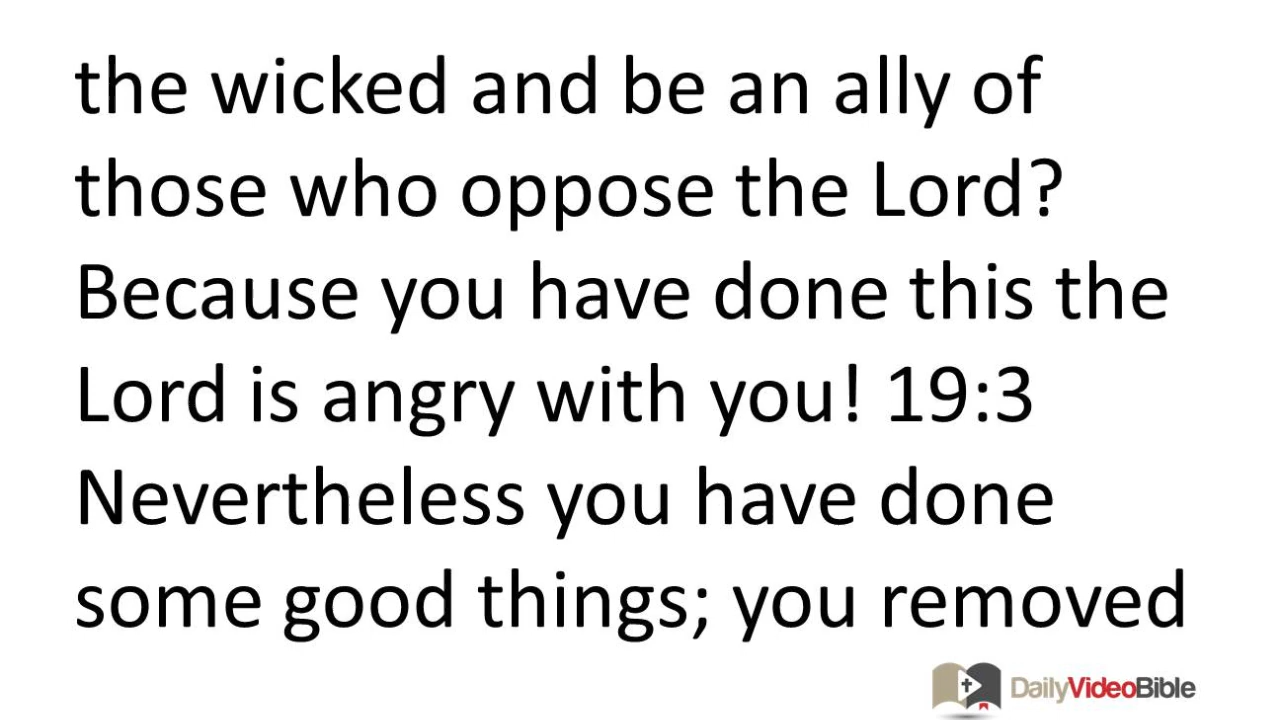 the wicked and be an ally of
those who oppose the Lord?
Because you have done this the
Lord is angry with you! 19:3
Nevertheless you have done
some good things; you removed
DailyVideoBible